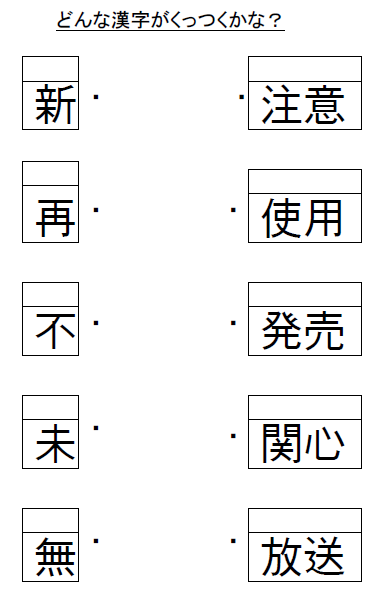 どんな漢字がくっつくかな？
新 ・ ・ 注意
再 ・ ・ 使用
不 ・ ・ 発売
未 ・ ・ 関心
無 ・ ・ 放送